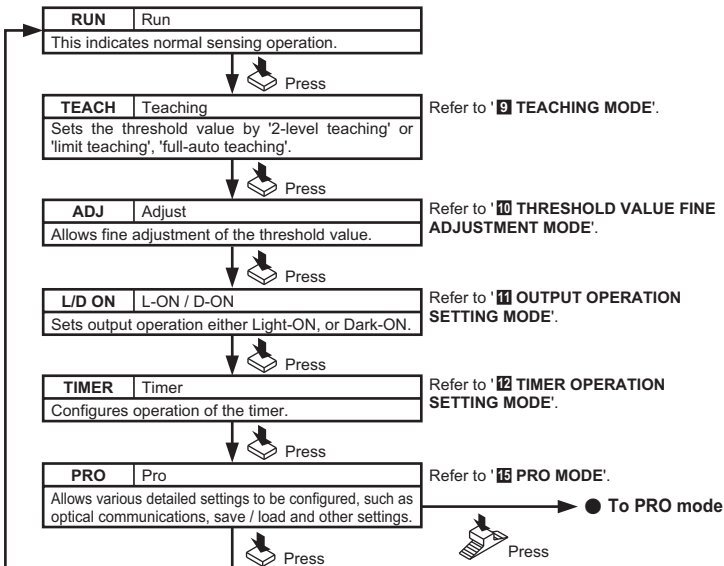 RUN Run
This indicates normal sensing operation.
Press
TEACH Teaching
Refer to '9 TEACHING MODE'.
Sets the threshold value by '2-level teaching' or
'limit teaching', 'full-auto teaching'.
Press
ADJ Adjust
Refer to '10 THRESHOLD VALUE FINE
ADJUSTMENT MODE'.
Allows fine adjustment of the threshold value.
Press
L/D ON L-ON / D-ON
Refer to '11 OUTPUT OPERATION
SETTING MODE'.
Sets output operation either Light-ON, or Dark-ON.
Press
TIMER Timer
Refer to '12 TIMER OPERATION
SETTING MODE'.
Configures operation of the timer.
Press
PRO Pro
Refer to '15 PRO MODE'.
Allows various detailed settings to be configured, such as
optical communications, save / load and other settings.
● To PRO mode
Press
Press